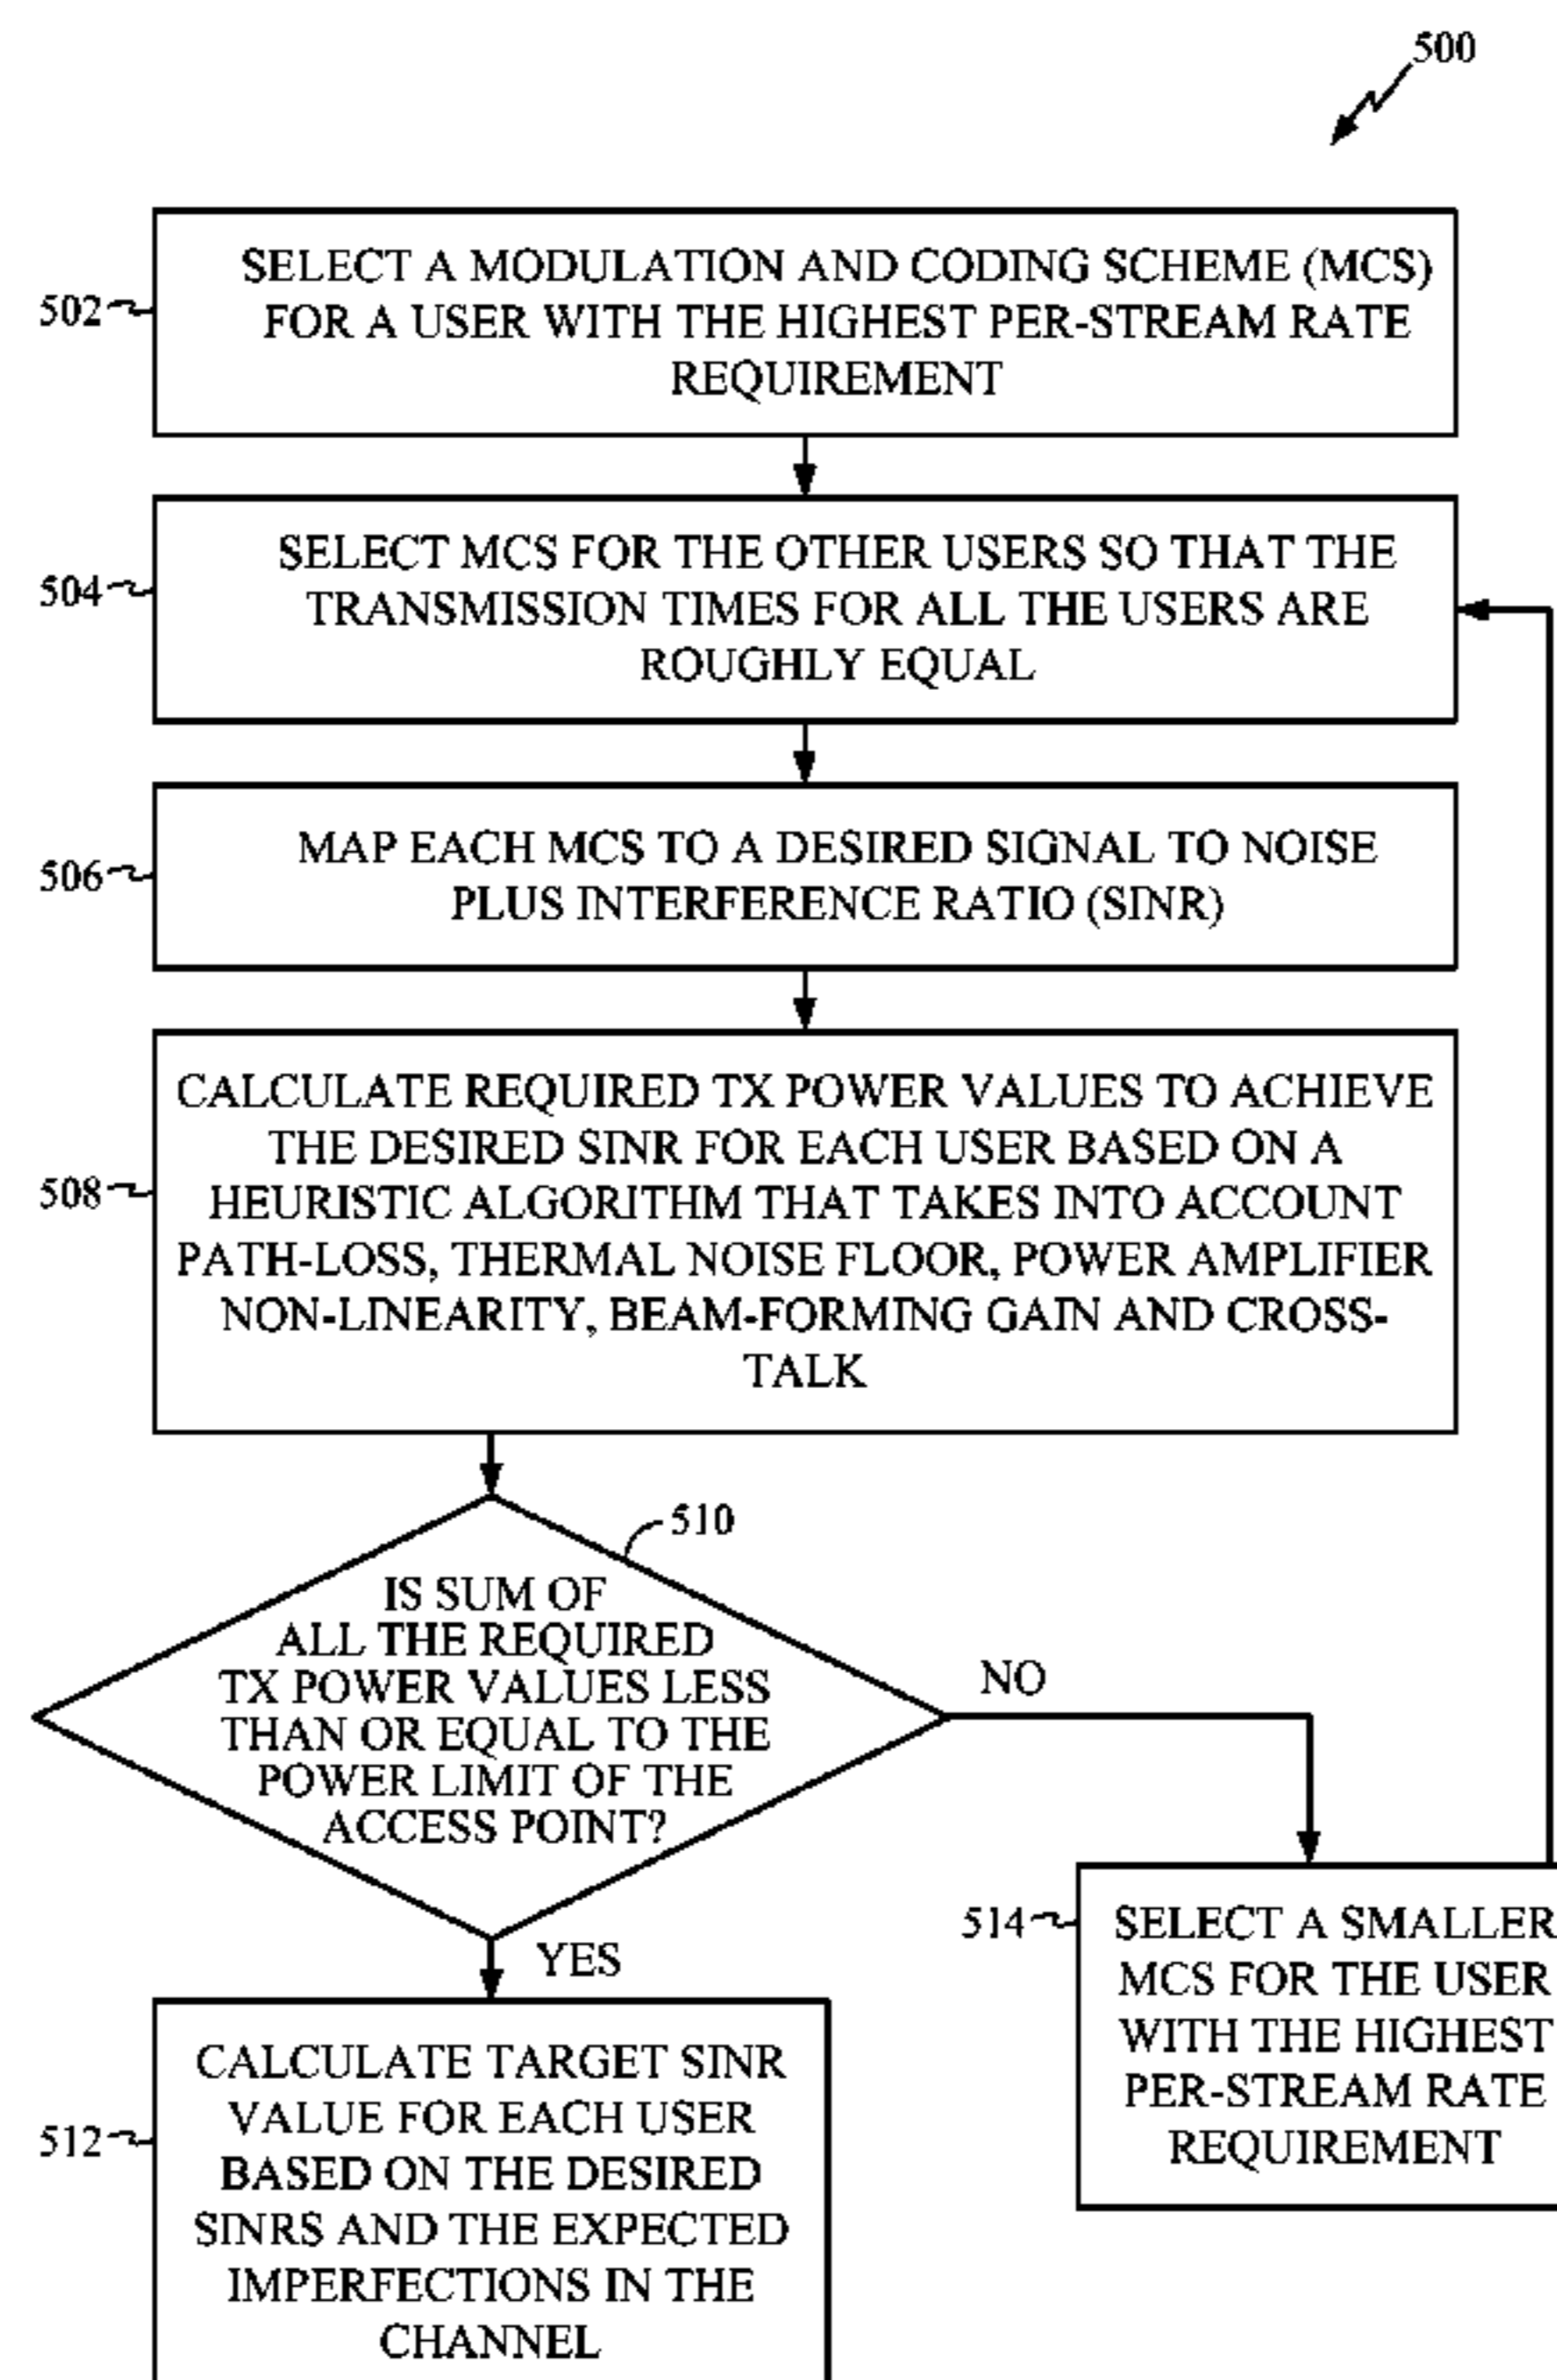 500
502
SELECT A MODULATION AND CODING SCHEME (MCS)
FOR A USER WITH THE HIGHEST PER-STREAM RATE
REQUIREMENT
504
SELECT MCS FOR THE OTHER USERS SO THAT THE
TRANSMISSION TIMES FOR ALL THE USERS ARE
ROUGHLY EQUAL
506
MAP EACH MCS TO A DESIRED SIGNAL TO NOISE
PLUS INTERFERENCE RATIO (SINR)
508
CALCULATE REQUIRED TX POWER VALUES TO ACHIEVE
THE DESIRED SINR FOR EACH USER BASED ON A
HEURISTIC ALGORITHM THAT TAKES INTO ACCOUNT
PATH-LOSS, THERMAL NOISE FLOOR, POWER AMPLIFIER
NON-LINEARITY, BEAM-FORMING GAIN AND CROSS-
TALK
510
IS SUM OF
ALL THE REQUIRED
TX POWER VALUES LESS
THAN OR EQUAL TO THE
POWER LIMIT OF THE
ACCESS POINT?
NO
YES
514
SELECT A SMALLER
MCS FOR THE USER
WITH THE HIGHEST
PER-STREAM RATE
REQUIREMENT
512
CALCULATE TARGET SINR
VALUE FOR EACH USER
BASED ON THE DESIRED
SINRS AND THE EXPECTED
IMPERFECTIONS IN THE
CHANNEL